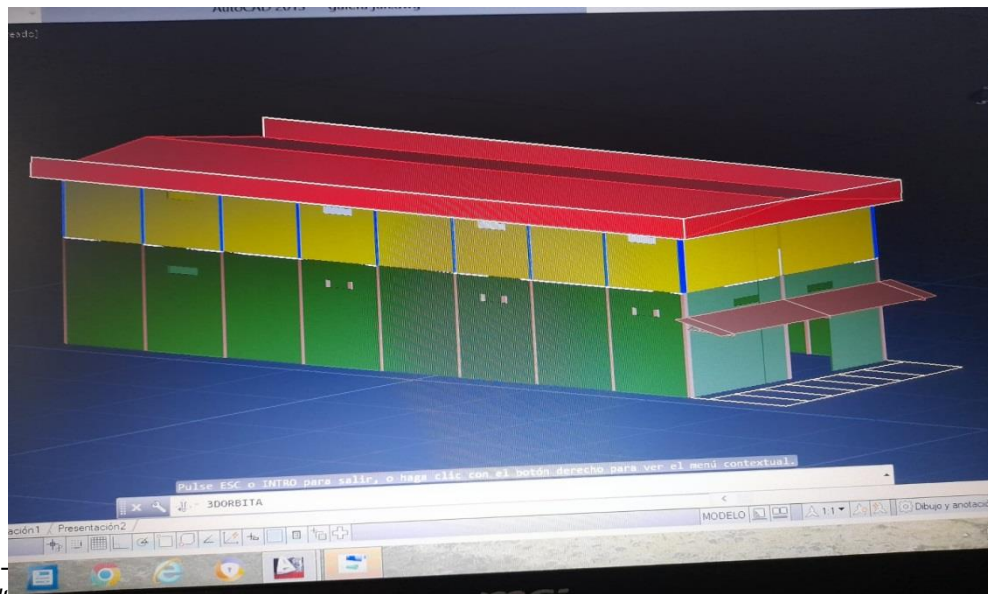 AutoCAD 2015
Pulse ESC o INTRO para salir, o haga clic con el botón derecho para ver el menú contextual.
3DORBITA
MODELO
1:1
Dibujo y anotació
ación1 / Presentación2